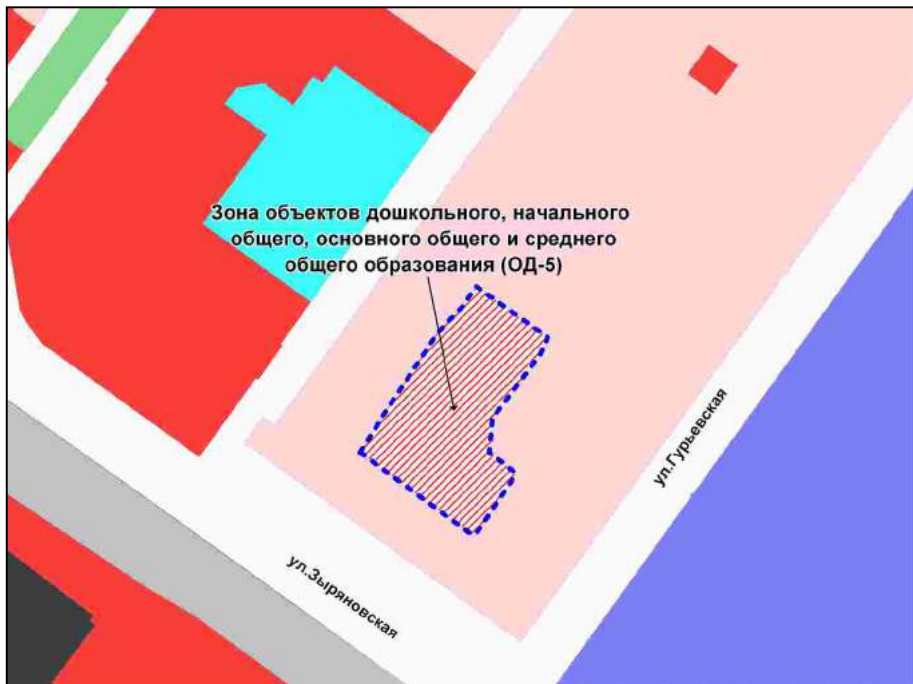 Зона объектов дошкольного, начального
общего, основного общего и среднего
общего образования (ОД-5)
ул.Гурьевская
ул.Зыряновская